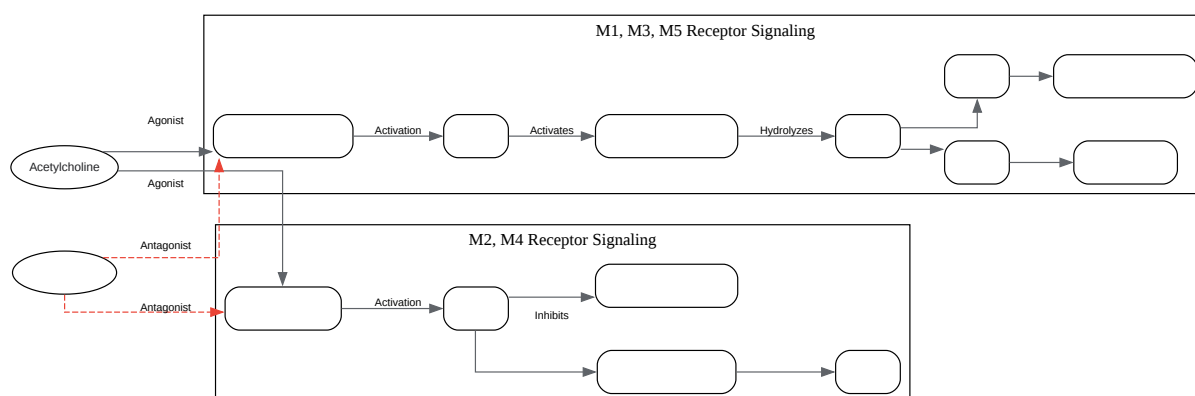 M1, M3, M5 Receptor Signaling
Agonist
Activation
Activates
Hydrolyzes
Acetylcholine
Agonist
M2, M4 Receptor Signaling
Antagonist
Antagonist
Activation
Inhibits